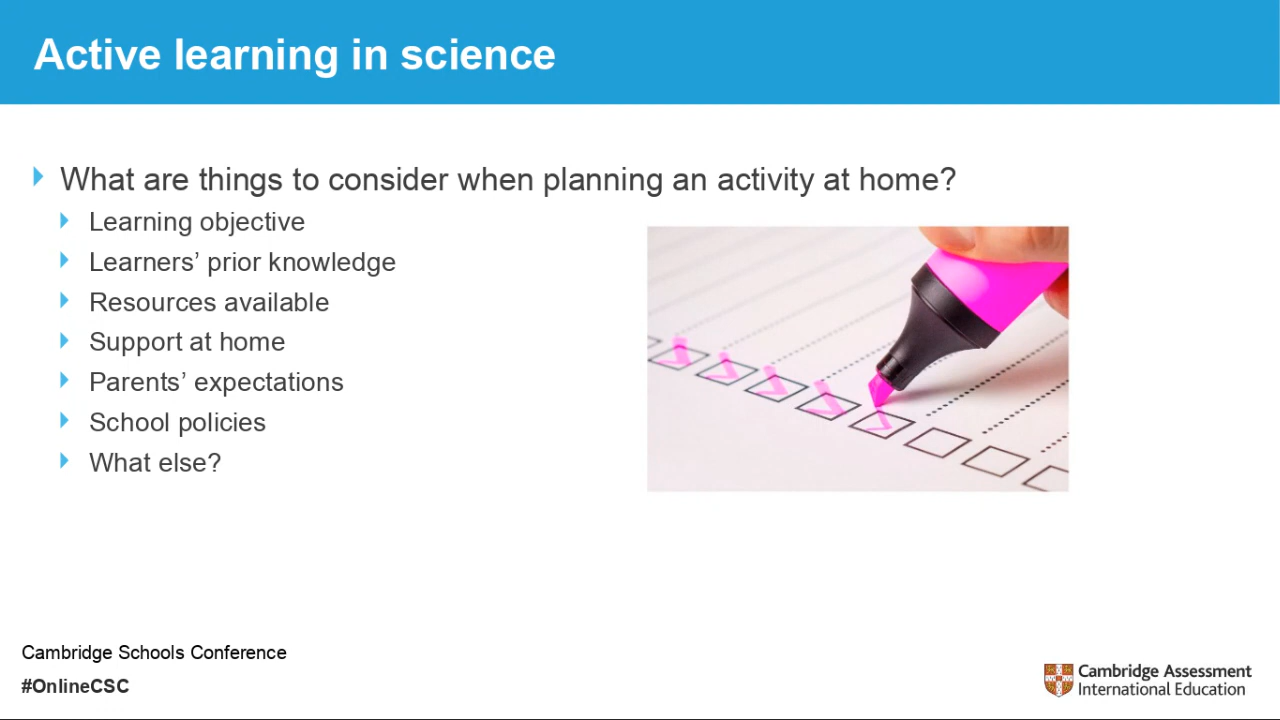 Active learning in science
What are things to consider when planning an activity at home?
Learning objective
Learners’ prior knowledge
Resources available
Support at home
Parents’ expectations
School policies
What else?
Cambridge Schools Conference
#OnlineCSC
Cambridge Assessment
International Education